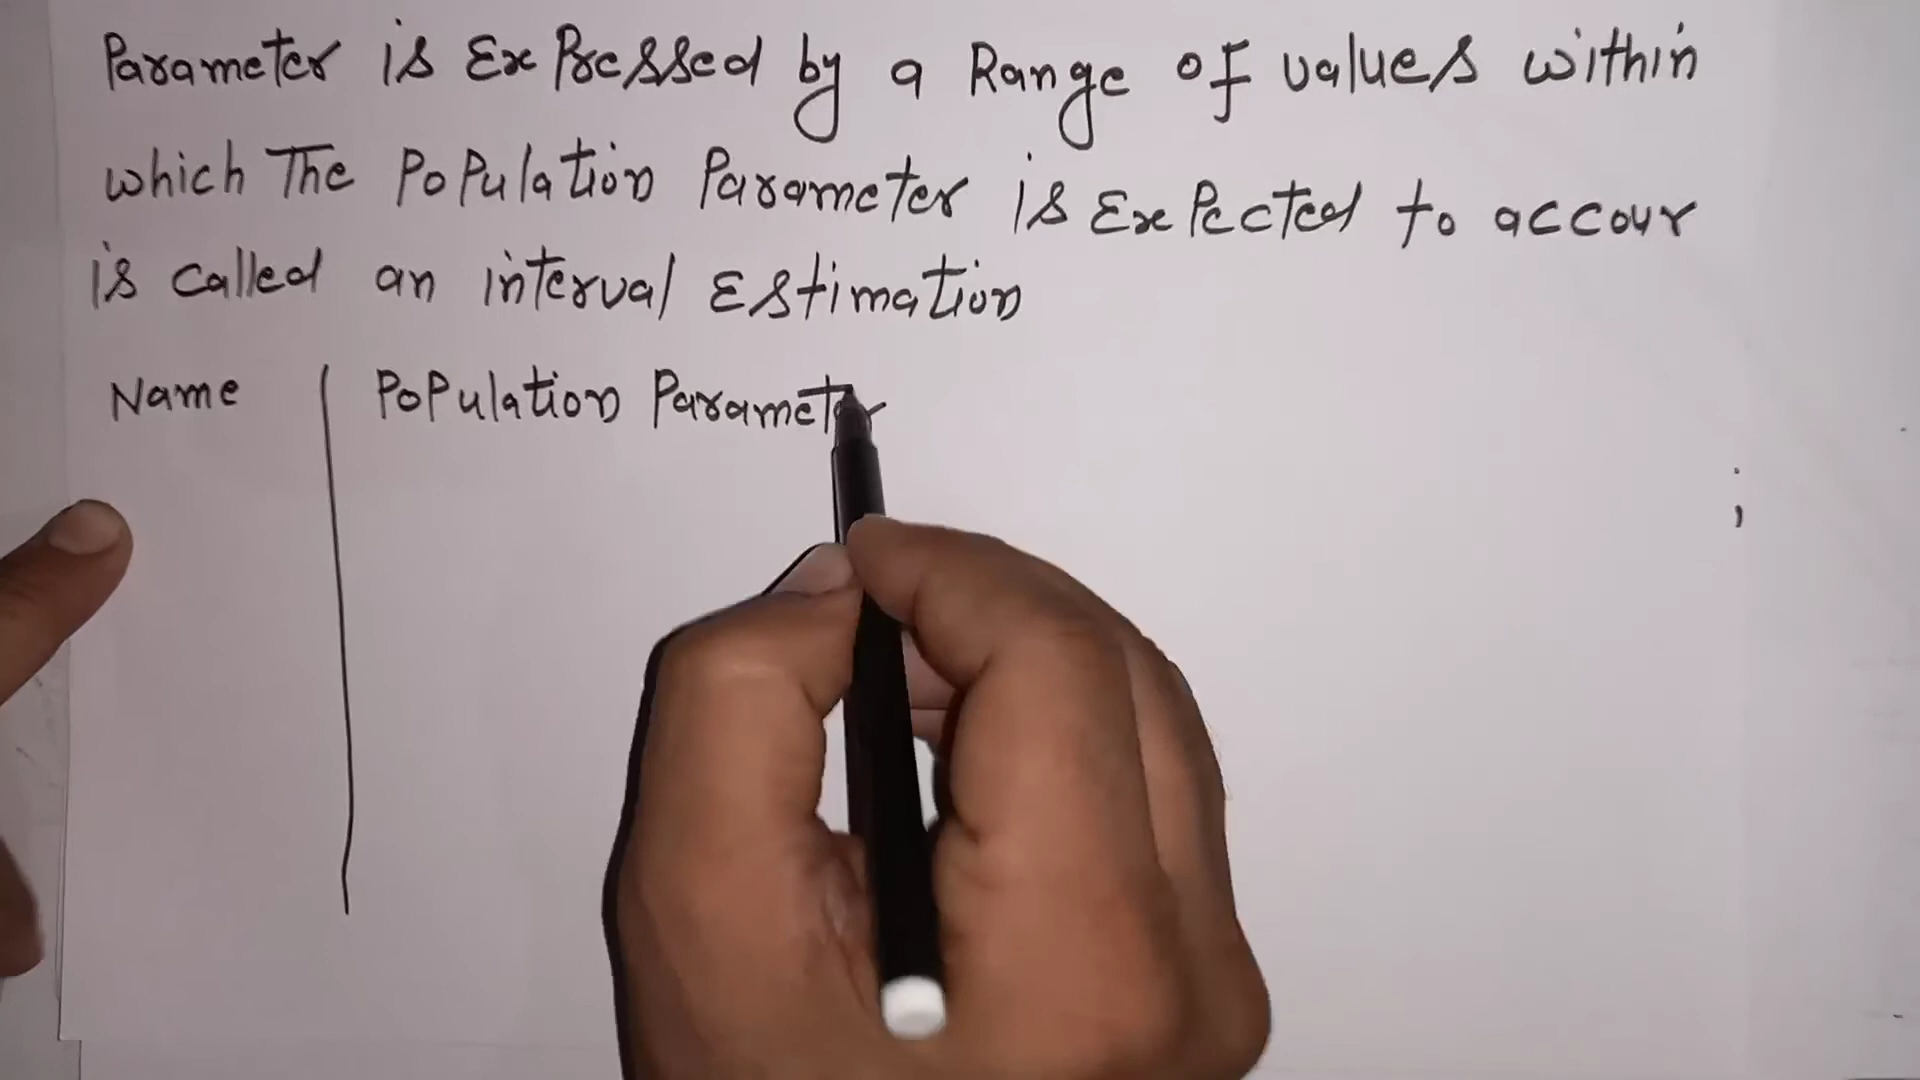 Parameter is Expressed by a Range of values within
which The Population Parameter is Expected to accour
is called an interval Estimation
Name Population Parameter